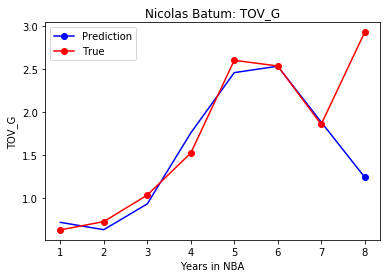 Nicolas Batum: TOV_G
Prediction
True
3.0
2.5
2.0
1.5
1.0
TOV_G
1 2 3 4 5 6 7 8
Years in NBA